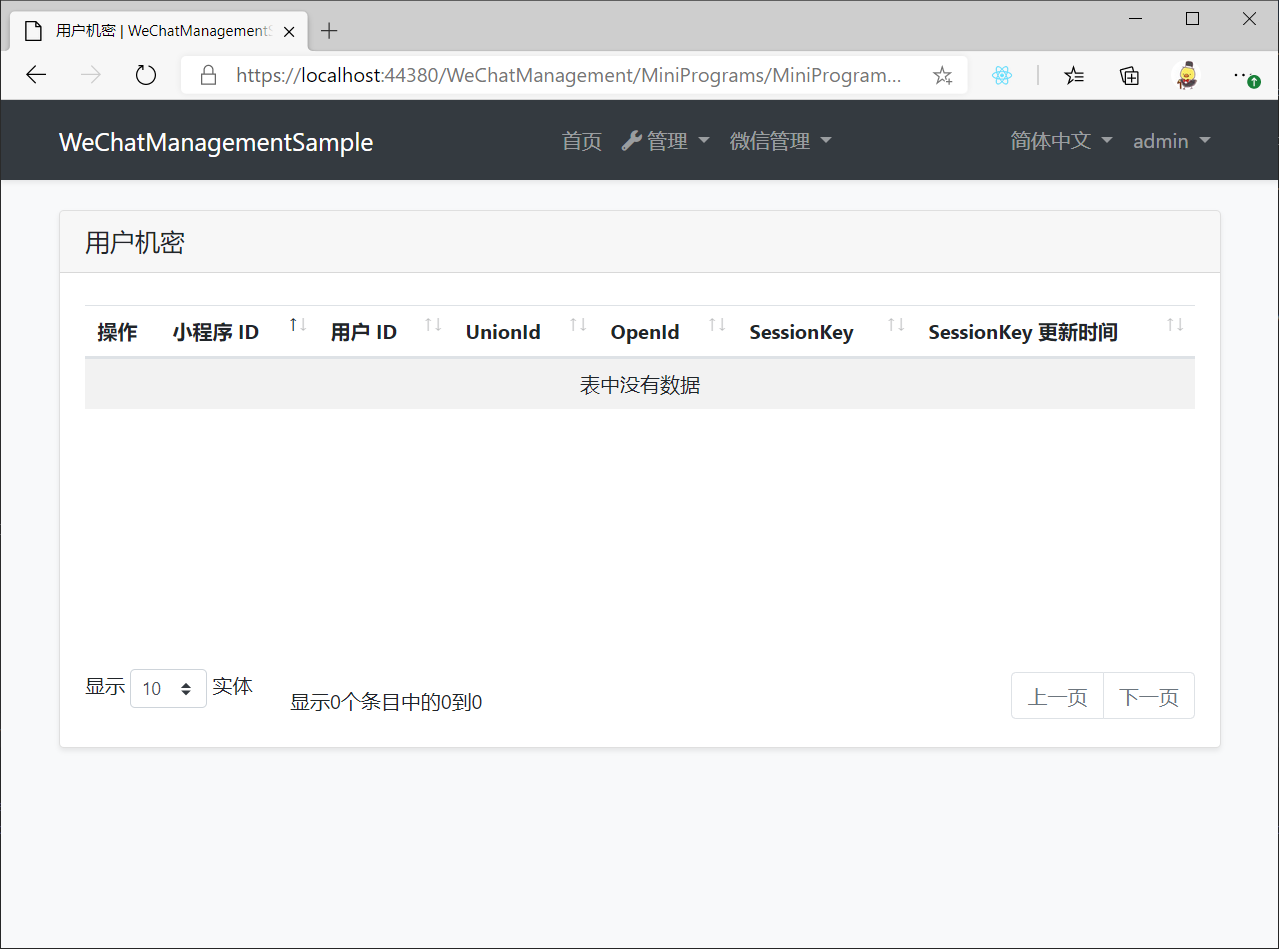 用户机密 | WeChatManagementS
https://localhost:44380/WeChatManagement/MiniPrograms/MiniProgram...
WeChatManagementSample 首页 管理 微信管理 简体中文 admin
用户机密
操作 小程序 ID 用户 ID UnionId OpenId SessionKey SessionKey 更新时间
表中没有数据
显示 10 实体 显示0个条目中的0到0 上一页 下一页